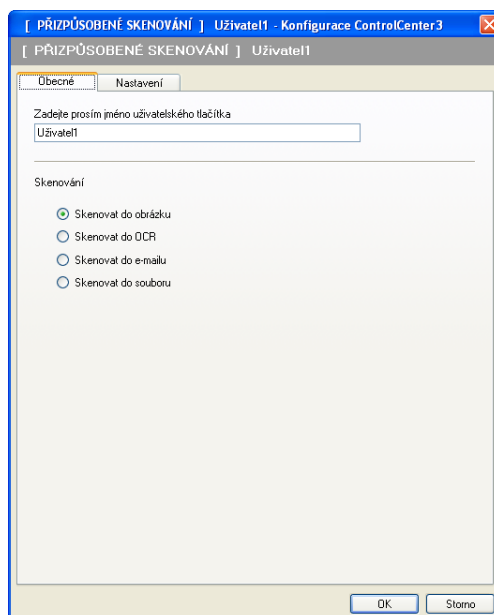 [ PŘIZPŮSOBENÉ SKENOVÁNÍ ] Uživatel1 - Konfigurace ControlCenter3
[ PŘIZPŮSOBENÉ SKENOVÁNÍ ] Uživatel1
Obecné Nastavení
Zadejte prosím jméno uživatelského tlačítka
Uživatel1
Skenování
Skenovat do obrázku
Skenovat do OCR
Skenovat do e-mailu
Skenovat do souboru
OK Storno